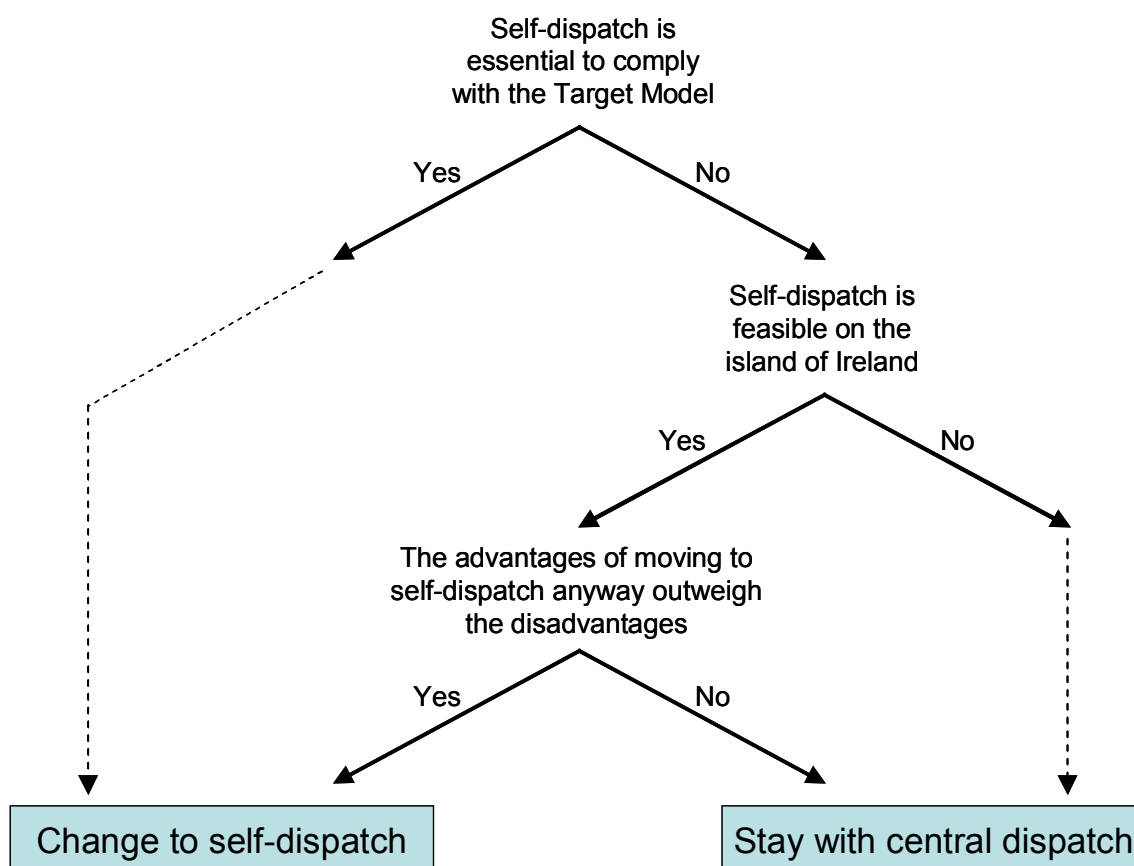 Self-dispatch is
essential to comply
with the Target Model
Yes
No
Self-dispatch is
feasible on the
island of Ireland
Yes
No
The advantages of moving to
self-dispatch anyway outweigh
the disadvantages
Yes
No
Change to self-dispatch
Stay with central dispatch